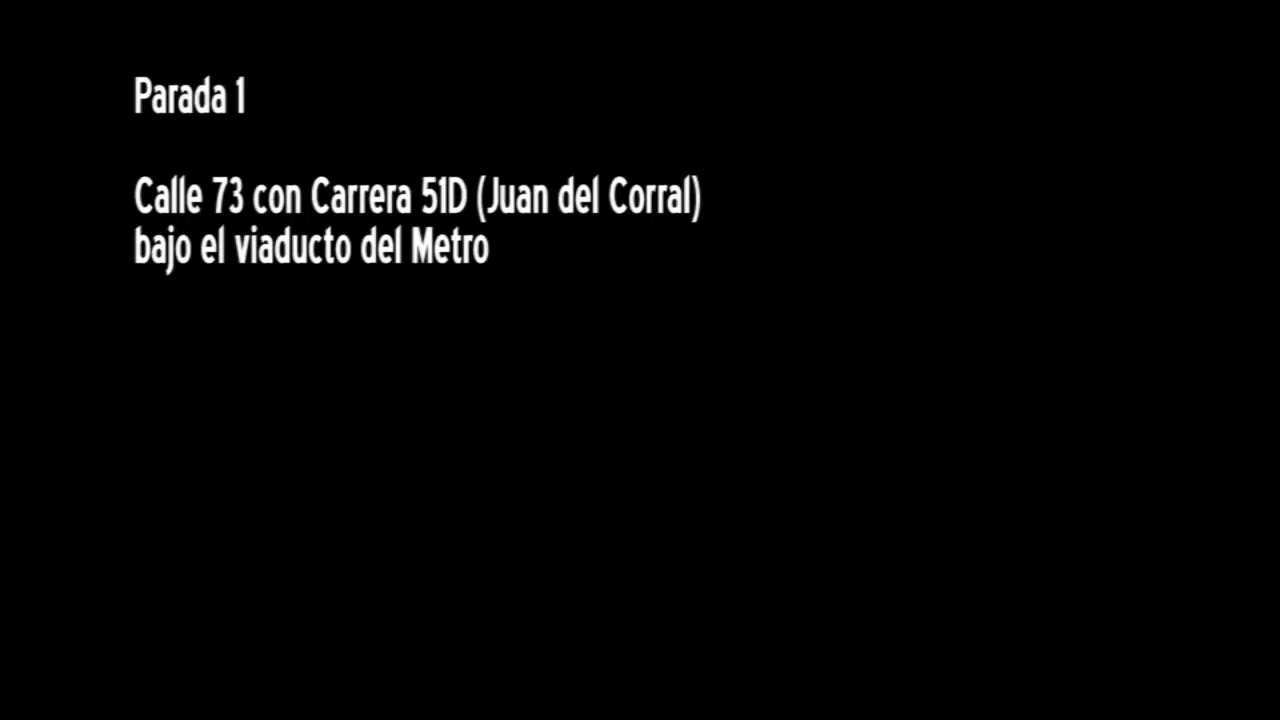 Parada 1
Calle 73 con Carrera 51D (Juan del Corral)
bajo el viaducto del Metro